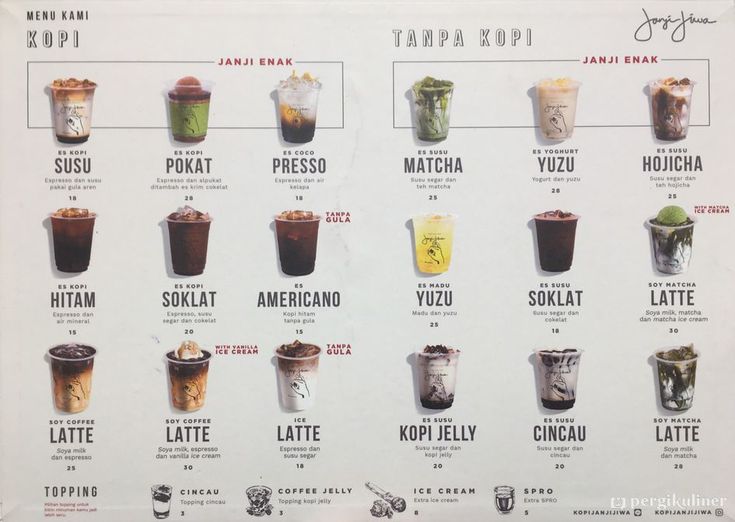 MENU KAMI
KOPI
TANPA KOPI
Janji Jiwa
JANJI ENAK
JANJI ENAK
ES KOPI
SUSU
Espresso dan susu
pakai gula aren
18
ES KOPI
POKAT
Espresso dan alpukat
ditambah es krim cokelat
28
ES COCO
PRESSO
Espresso dan air
kelapa
18
ES SUSU
MATCHA
Susu segar dan
teh matcha
25
ES YOGHURT
YUZU
Yogurt dan yuzu
28
ES SUSU
HOJICHA
Susu segar dan
teh hojicha
25
ES KOPI
HITAM
Espresso dan
air mineral
15
ES KOPI
SOKLAT
Espresso, susu
segar dan cokelat
20
TANPA
GULA
ES
AMERICANO
Kopi hitam
tanpa gula
15
ES MADU
YUZU
Madu dan yuzu
25
ES SUSU
SOKLAT
Susu segar dan
cokelat
18
WITH MATCHA
ICE CREAM
SOY MATCHA
LATTE
Soya milk, matcha
dan matcha ice cream
30
SOY COFFEE
LATTE
Soya milk
dan espresso
25
WITH VANILLA
ICE CREAM
SOY COFFEE
LATTE
Soya milk, espresso
dan vanilla ice cream
30
TANPA
GULA
ICE
LATTE
Espresso dan
susu segar
18
ES SUSU
KOPI JELLY
Susu segar dan
kopi jelly
20
ES SUSU
CINCAU
Susu segar dan
cincau
20
SOY MATCHA
LATTE
Soya milk
dan matcha
28
TOPPING
Pilihan topping untuk
bikin minuman kamu jadi
lebih seru.
CINCAU
Topping cincau
3
COFFEE JELLY
Topping kopi jelly
3
ICE CREAM
Extra ice cream
8
SPRO
Extra SPRO
5
pergikuliner
KOPIJANJIJIWA
KOPIJANJIJIWA